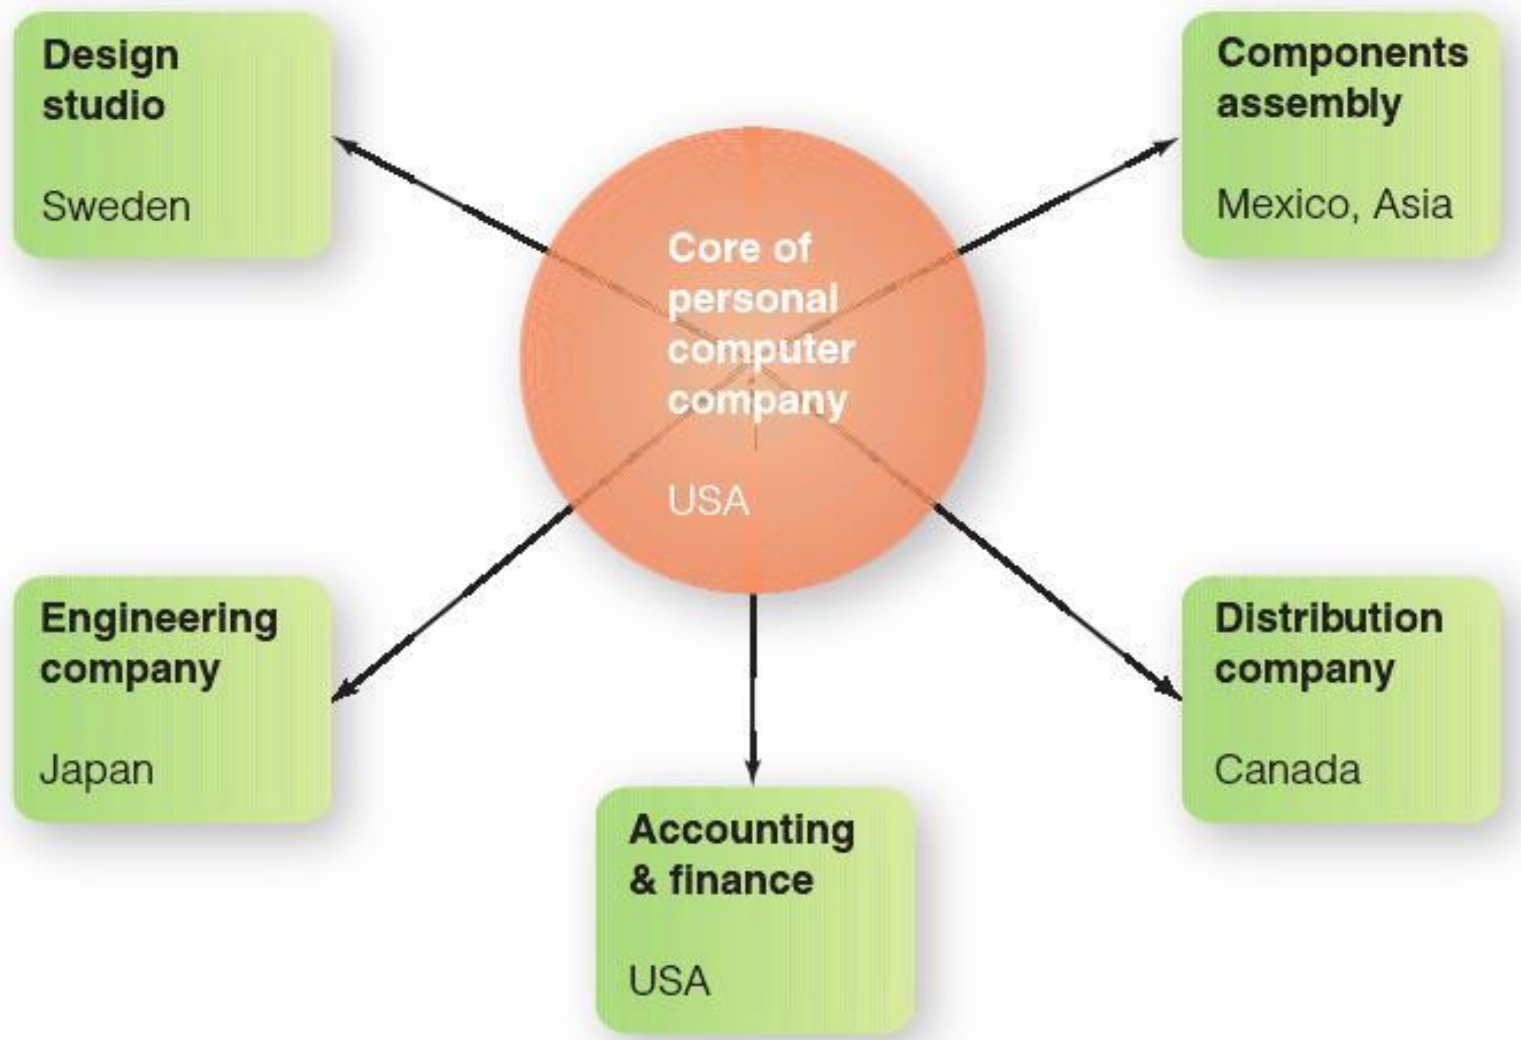 Design
studio
Sweden
Components
assembly
Mexico, Asia
Core of
personal
computer
company
USA
Engineering
company
Japan
Distribution
company
Canada
Accounting
& finance
USA